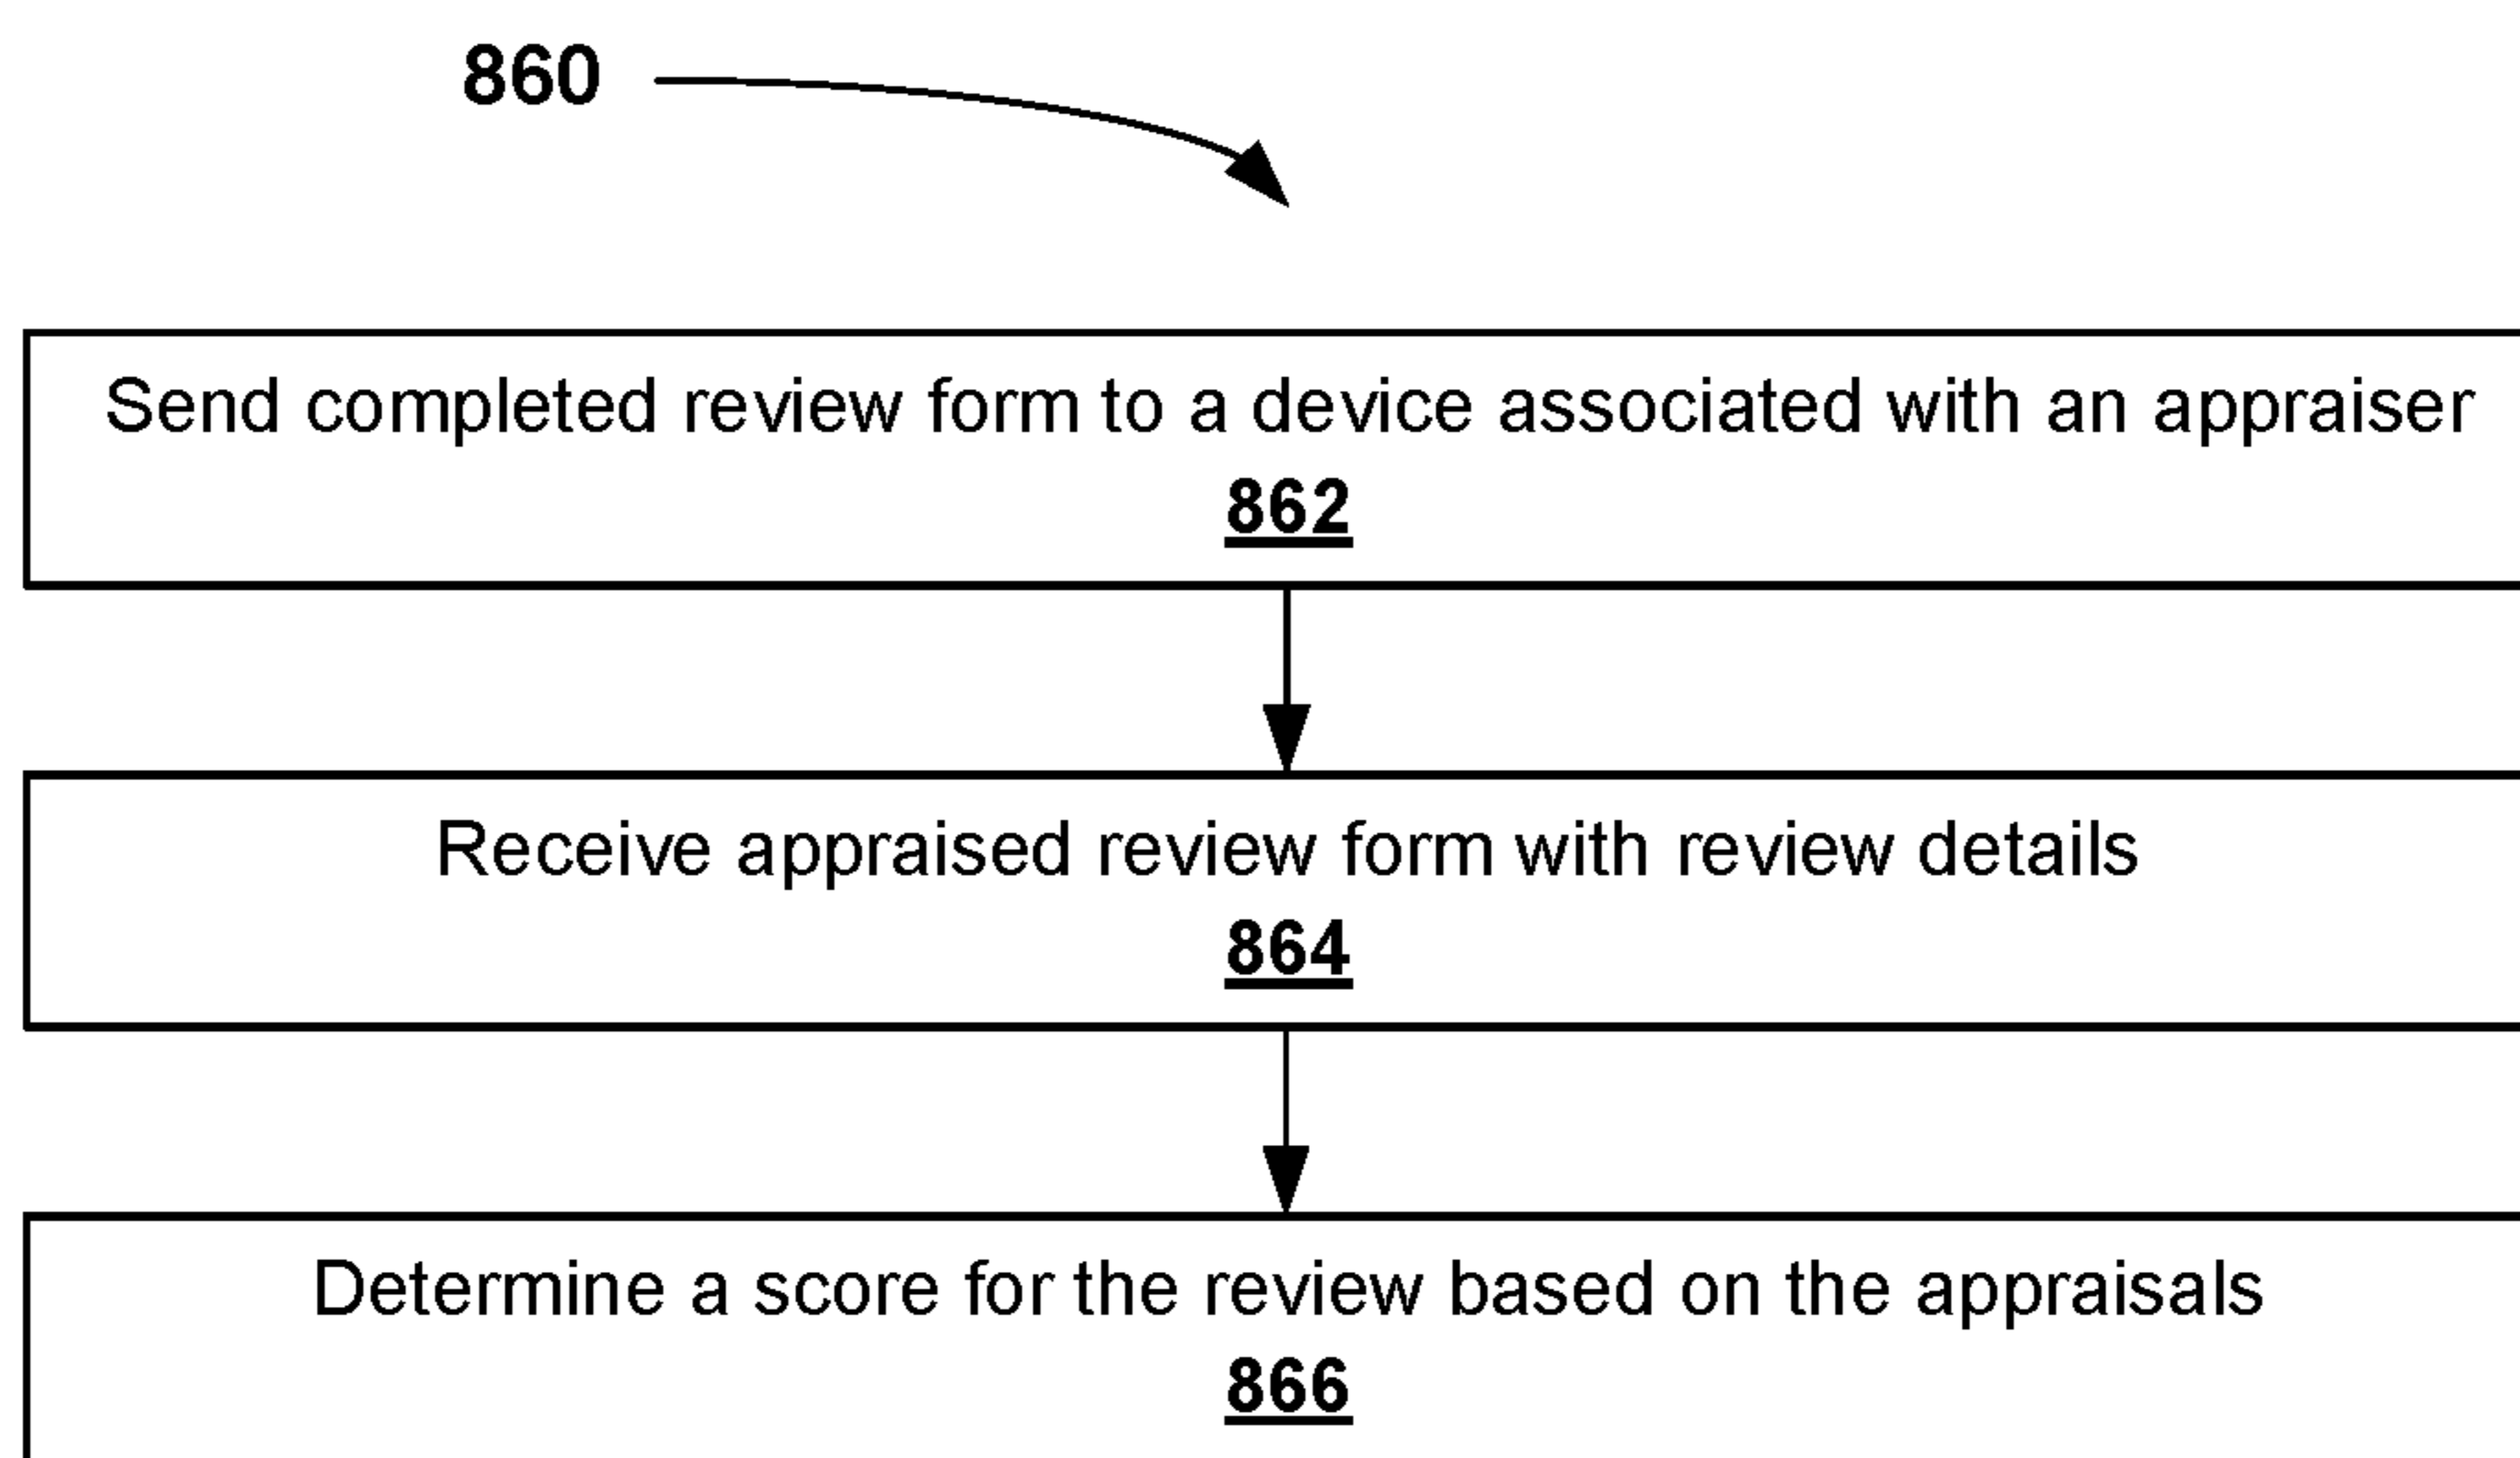 860
Send completed review form to a device associated with an appraiser
862
Receive appraised review form with review details
864
Determine a score for the review based on the appraisals
866